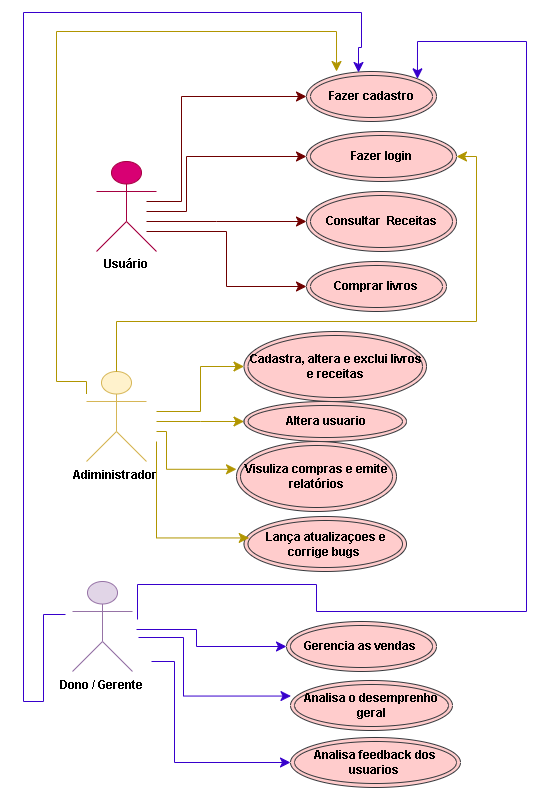 Fazer cadastro
Fazer login
Consultar Receitas
Usuário
Comprar livros
Cadastra, altera e exclui livros
e receitas
Altera usuario
Adiministrador
Visuliza compras e emite
relatórios
Lança atualizaçoes e
corrige bugs
Gerencia as vendas
Dono / Gerente
Analisa o desemprenho
geral
Analisa feedback dos
usuarios